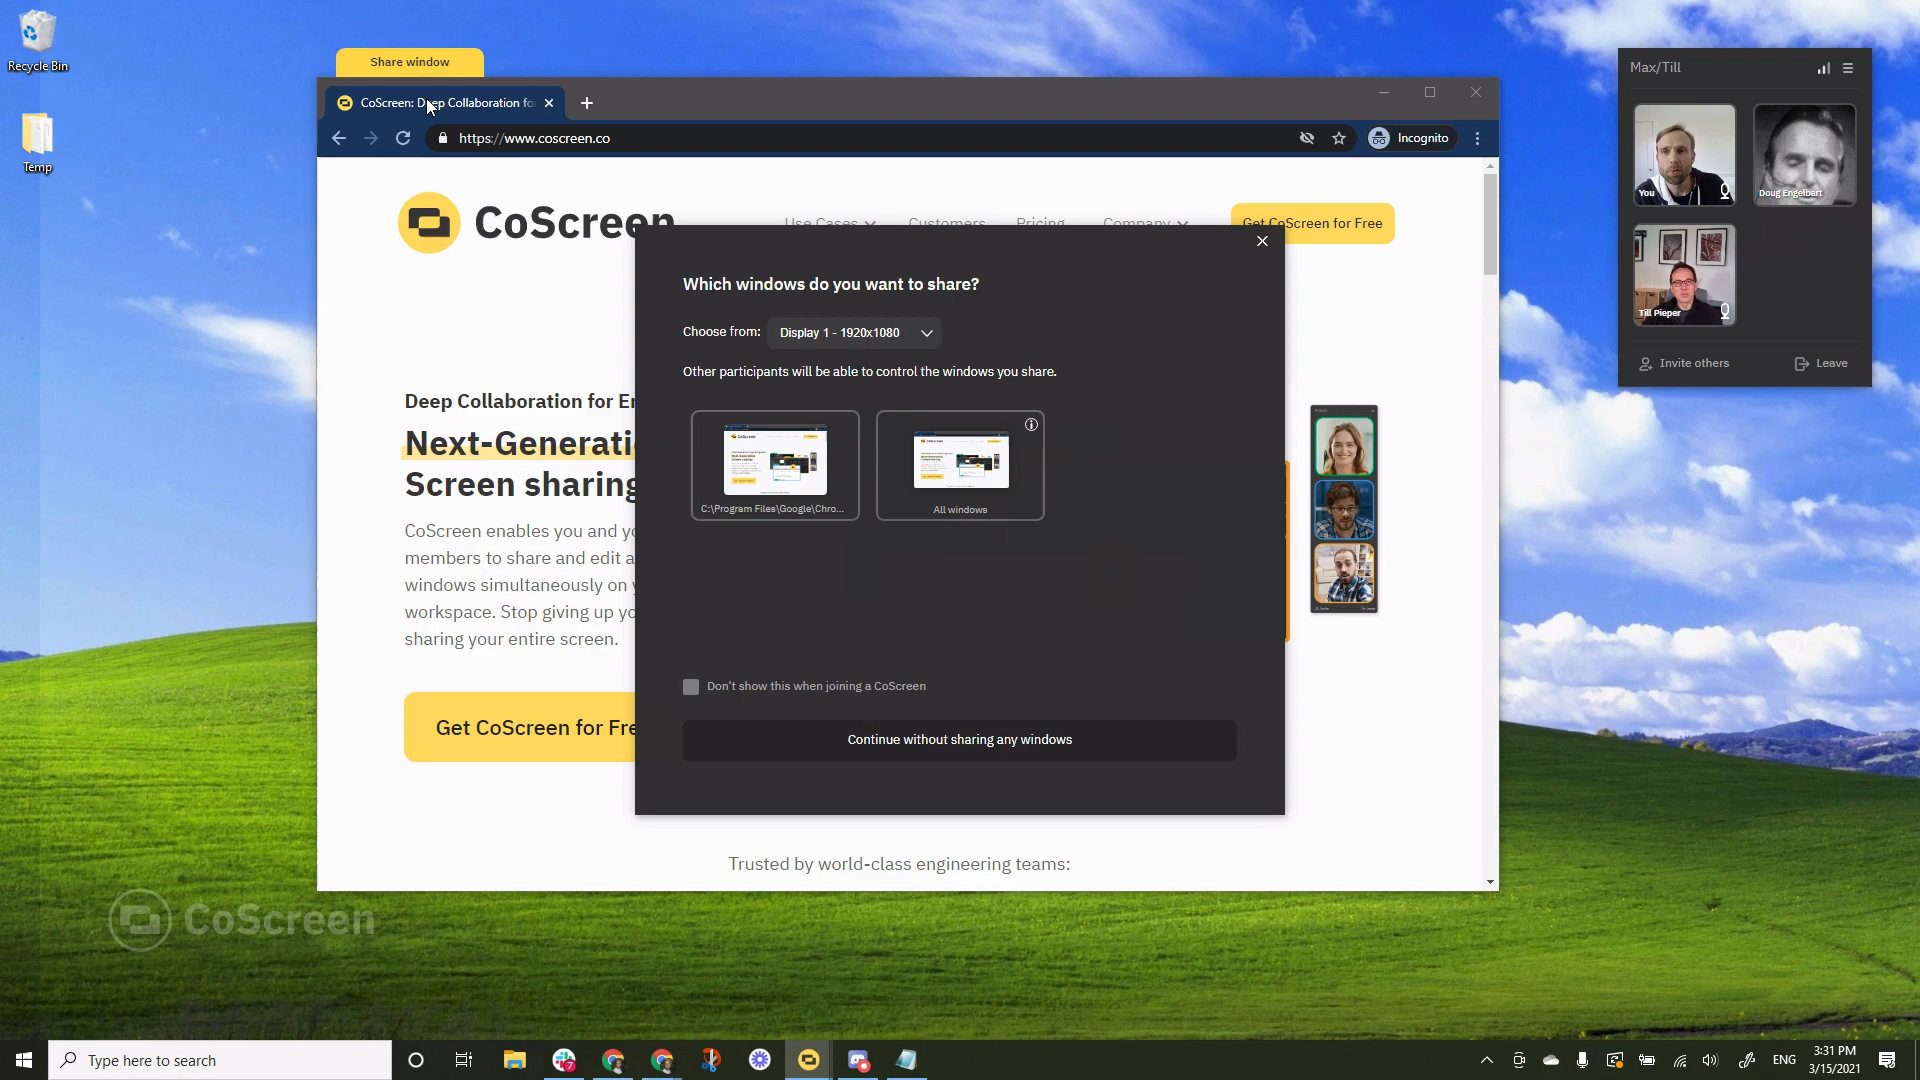 Recycle Bin
Temp
Share window
CoScreen: Deep Collaboration fo
https://www.coscreen.co
Incognito
CoScreen
Use Cases
Customers
Pricing
Company
Get CoScreen for Free
Deep Collaboration for En
Next-Generati
Screen sharing
CoScreen enables you and yo
members to share and edit a
windows simultaneously on y
workspace. Stop giving up yo
sharing your entire screen.
Get CoScreen for Fre
Trusted by world-class engineering teams:
Which windows do you want to share?
Choose from:
Display 1 - 1920x1080
Other participants will be able to control the windows you share.
C:\Program Files\Google\Chro...
All windows
Don't show this when joining a CoScreen
Continue without sharing any windows
Max/Till
You
Doug Engelbart
Till Pieper
Invite others
Leave
CoScreen
Type here to search
7
ENG
3:31 PM
3/15/2021